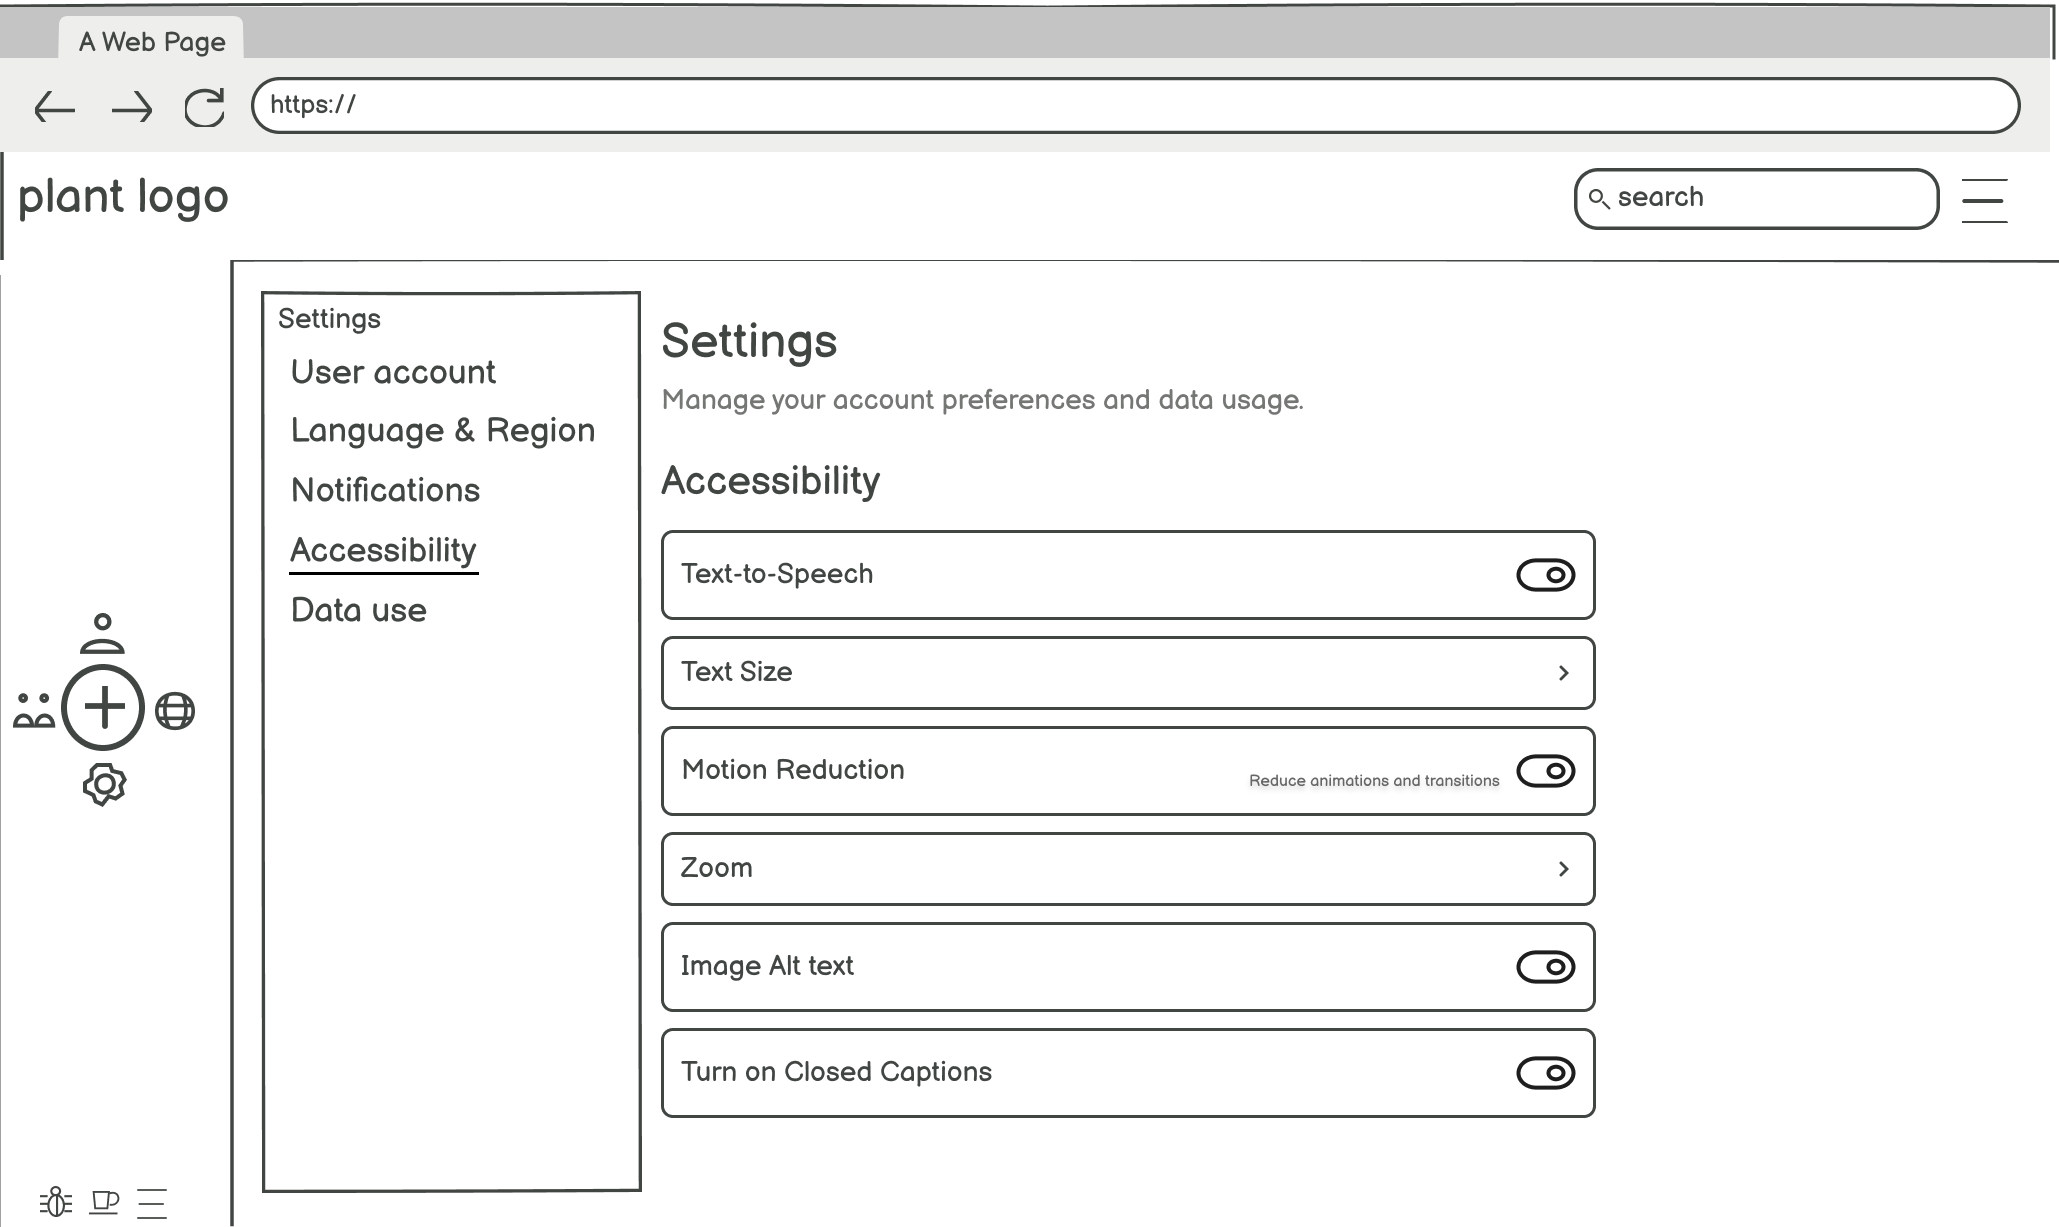 A Web Page
https://
plant logo
search
Settings
User account
Language & Region
Notifications
Accessibility
Data use
Settings
Manage your account preferences and data usage.
Accessibility
Text-to-Speech
Text Size
Motion Reduction
Reduce animations and transitions
Zoom
Image Alt text
Turn on Closed Captions